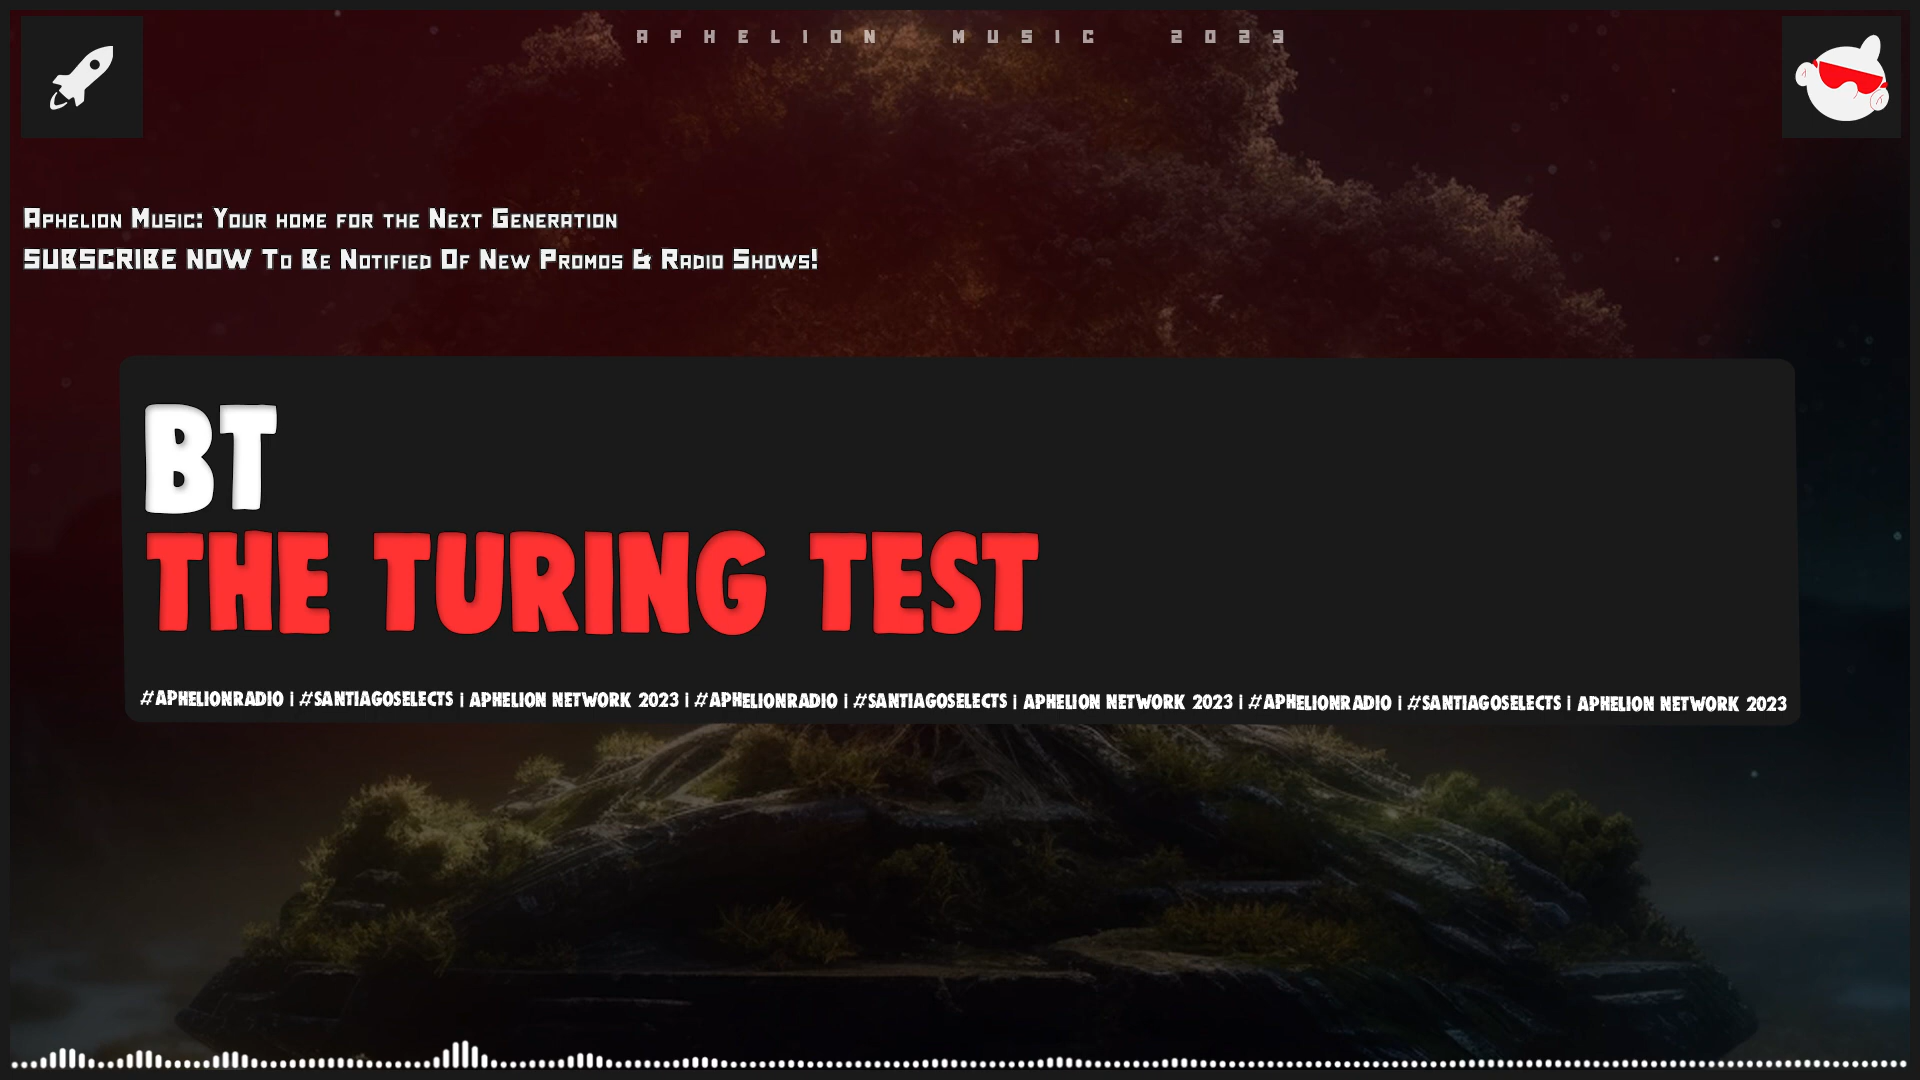 APHELION MUSIC 2023
Aphelion Music: Your home for the Next Generation
SUBSCRIBE NOW To Be Notified Of New Promos & Radio Shows!
BT
THE TURING TEST
#APHELIONRADIO | #SANTIAGOSELECTS | APHELION NETWORK 2023 | #APHELIONRADIO | #SANTIAGOSELECTS | APHELION NETWORK 2023 | #APHELIONRADIO | #SANTIAGOSELECTS | APHELION NETWORK 2023